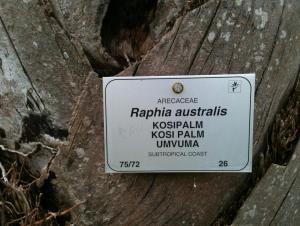 ARECACEAE
Raphia australis
KOSIPALM
KOSI PALM
UMVUMA
SUBTROPICAL COAST
75/72 26